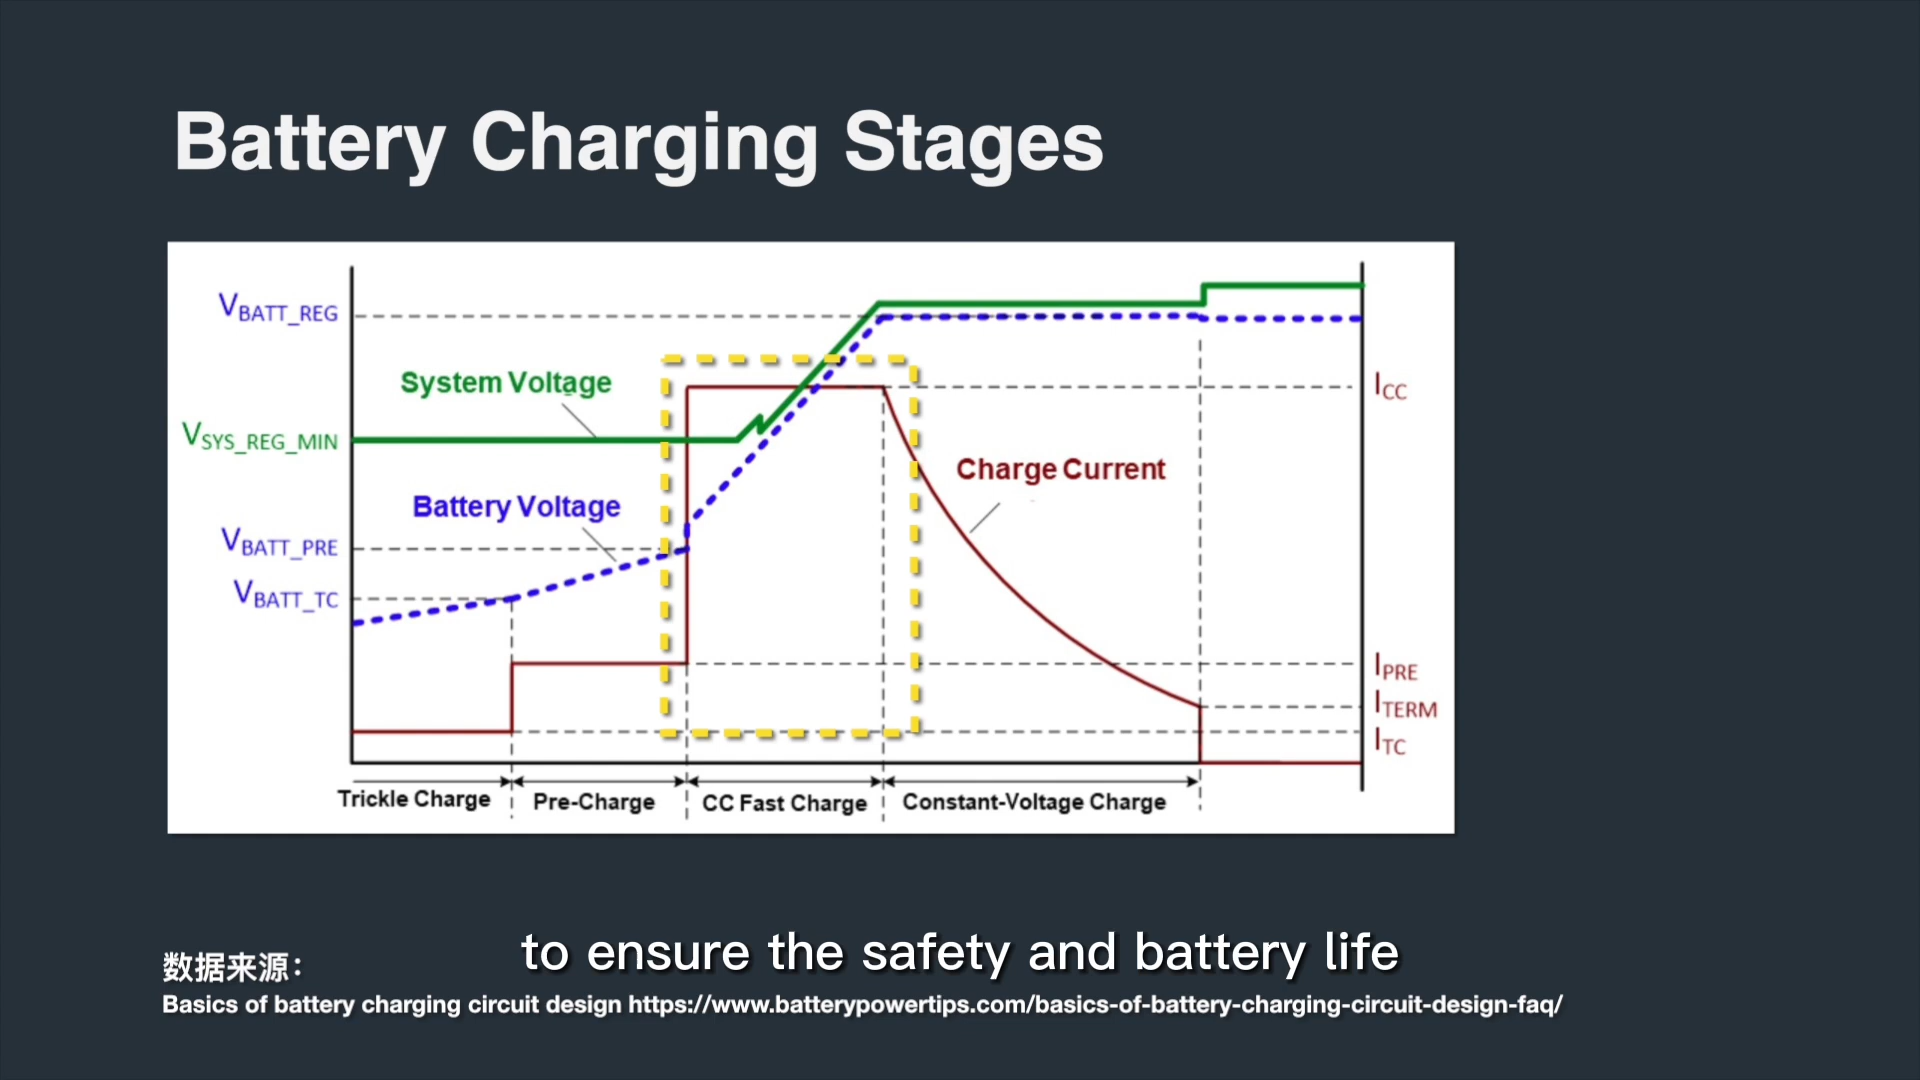 Battery Charging Stages
VBATT_REG
System Voltage
ICC
VSYS_REG_MIN
Charge Current
Battery Voltage
VBATT_PRE
VBATT_TC
IPRE
ITERM
ITC
Trickle Charge
Pre-Charge
CC Fast Charge
Constant-Voltage Charge
to ensure the safety and battery life
数据来源：
Basics of battery charging circuit design https://www.batterypowertips.com/basics-of-battery-charging-circuit-design-faq/